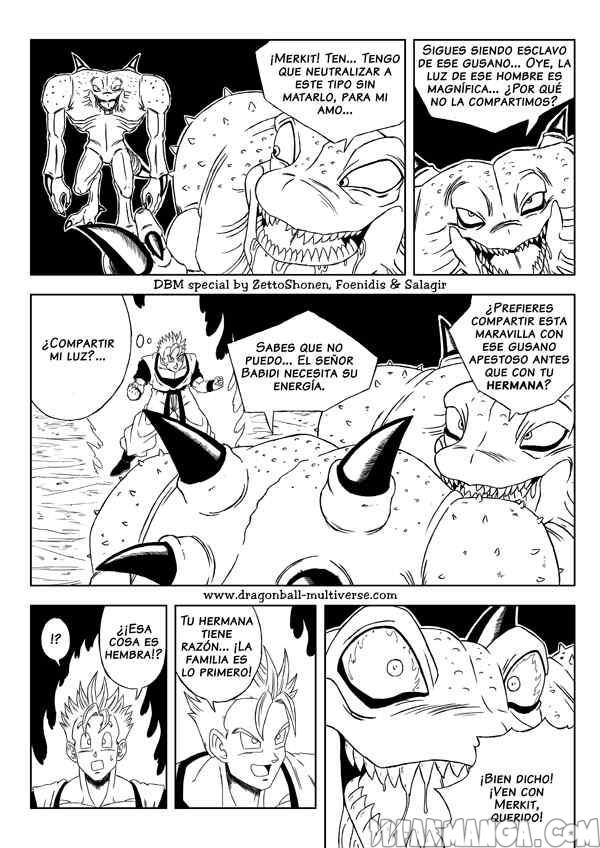 ¡MERKIT! TEN... TENGO
QUE NEUTRALIZAR A
ESTE TIPO SIN
MATARLO, PARA MI
AMO...
SIGUES SIENDO ESCLAVO
DE ESE GUSANO... OYE, LA
LUZ DE ESE HOMBRE ES
MAGNÍFICA... ¿POR QUÉ
NO LA COMPARTIMOS?
DBM special by ZettoShonen, Foenidis & Salagir
¿COMPARTIR
MI LUZ?...
SABES QUE NO
PUEDO... EL SEÑOR
BABIDI NECESITA SU
ENERGÍA.
¿PREFIERES
COMPARTIR ESTA
MARAVILLA CON
ESE GUSANO
APESTOSO ANTES
QUE CON TU
HERMANA?
www.dragonball-multiverse.com
!?
¿¡ESA
COSA ES
HEMBRA!?
TU HERMANA
TIENE
RAZÓN... ¡LA
FAMILIA ES
LO PRIMERO!
¡BIEN DICHO!
¡VEN CON
MERKIT,
QUERIDO!